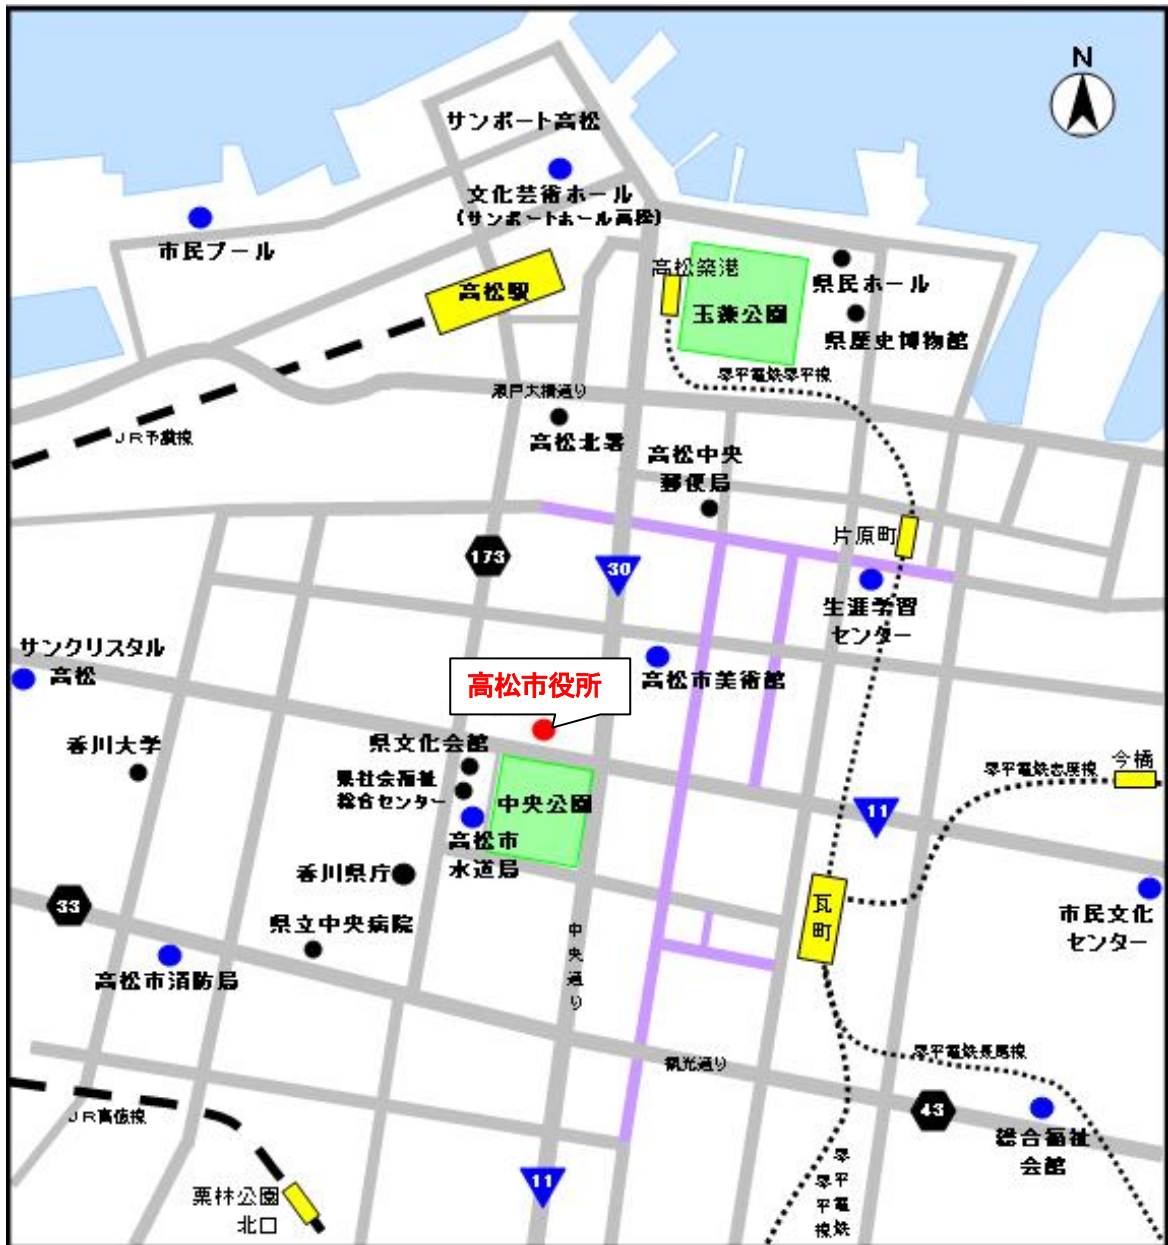 N
サンポート高松
文化芸術ホール
(サンポートホール高松)
市民プール
高松築港
県民ホール
高松駅
玉藻公園
県歴史博物館
琴平電鉄琴平線
瀬戸大橋通り
高松北署
JR予讃線
高松中央
郵便局
片原町
173
30
生涯学習
センター
サンクリスタル
高松
高松市役所
高松市美術館
香川大学
県文化会館
県社会福祉
総合センター
中央公園
今橋
琴平電鉄志度線
11
高松市
水道局
香川県庁
瓦町
33
県立中央病院
市民文化
センター
中央通り
高松市消防局
観光通り
琴平電鉄長尾線
43
JR高徳線
総合福祉
会館
11
栗林公園
北口
琴平電鉄
琴平線